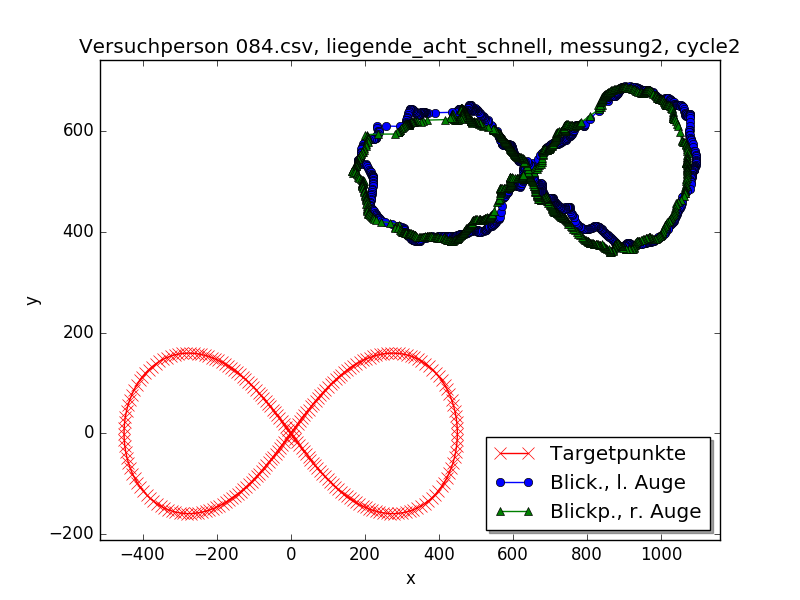 Versuchperson 084.csv, liegende_acht_schnell, messung2, cycle2
y
600
400
200
0
−200
Targetpunkte
Blick., l. Auge
Blickp., r. Auge
−400 −200 0 200 400 600 800 1000
x